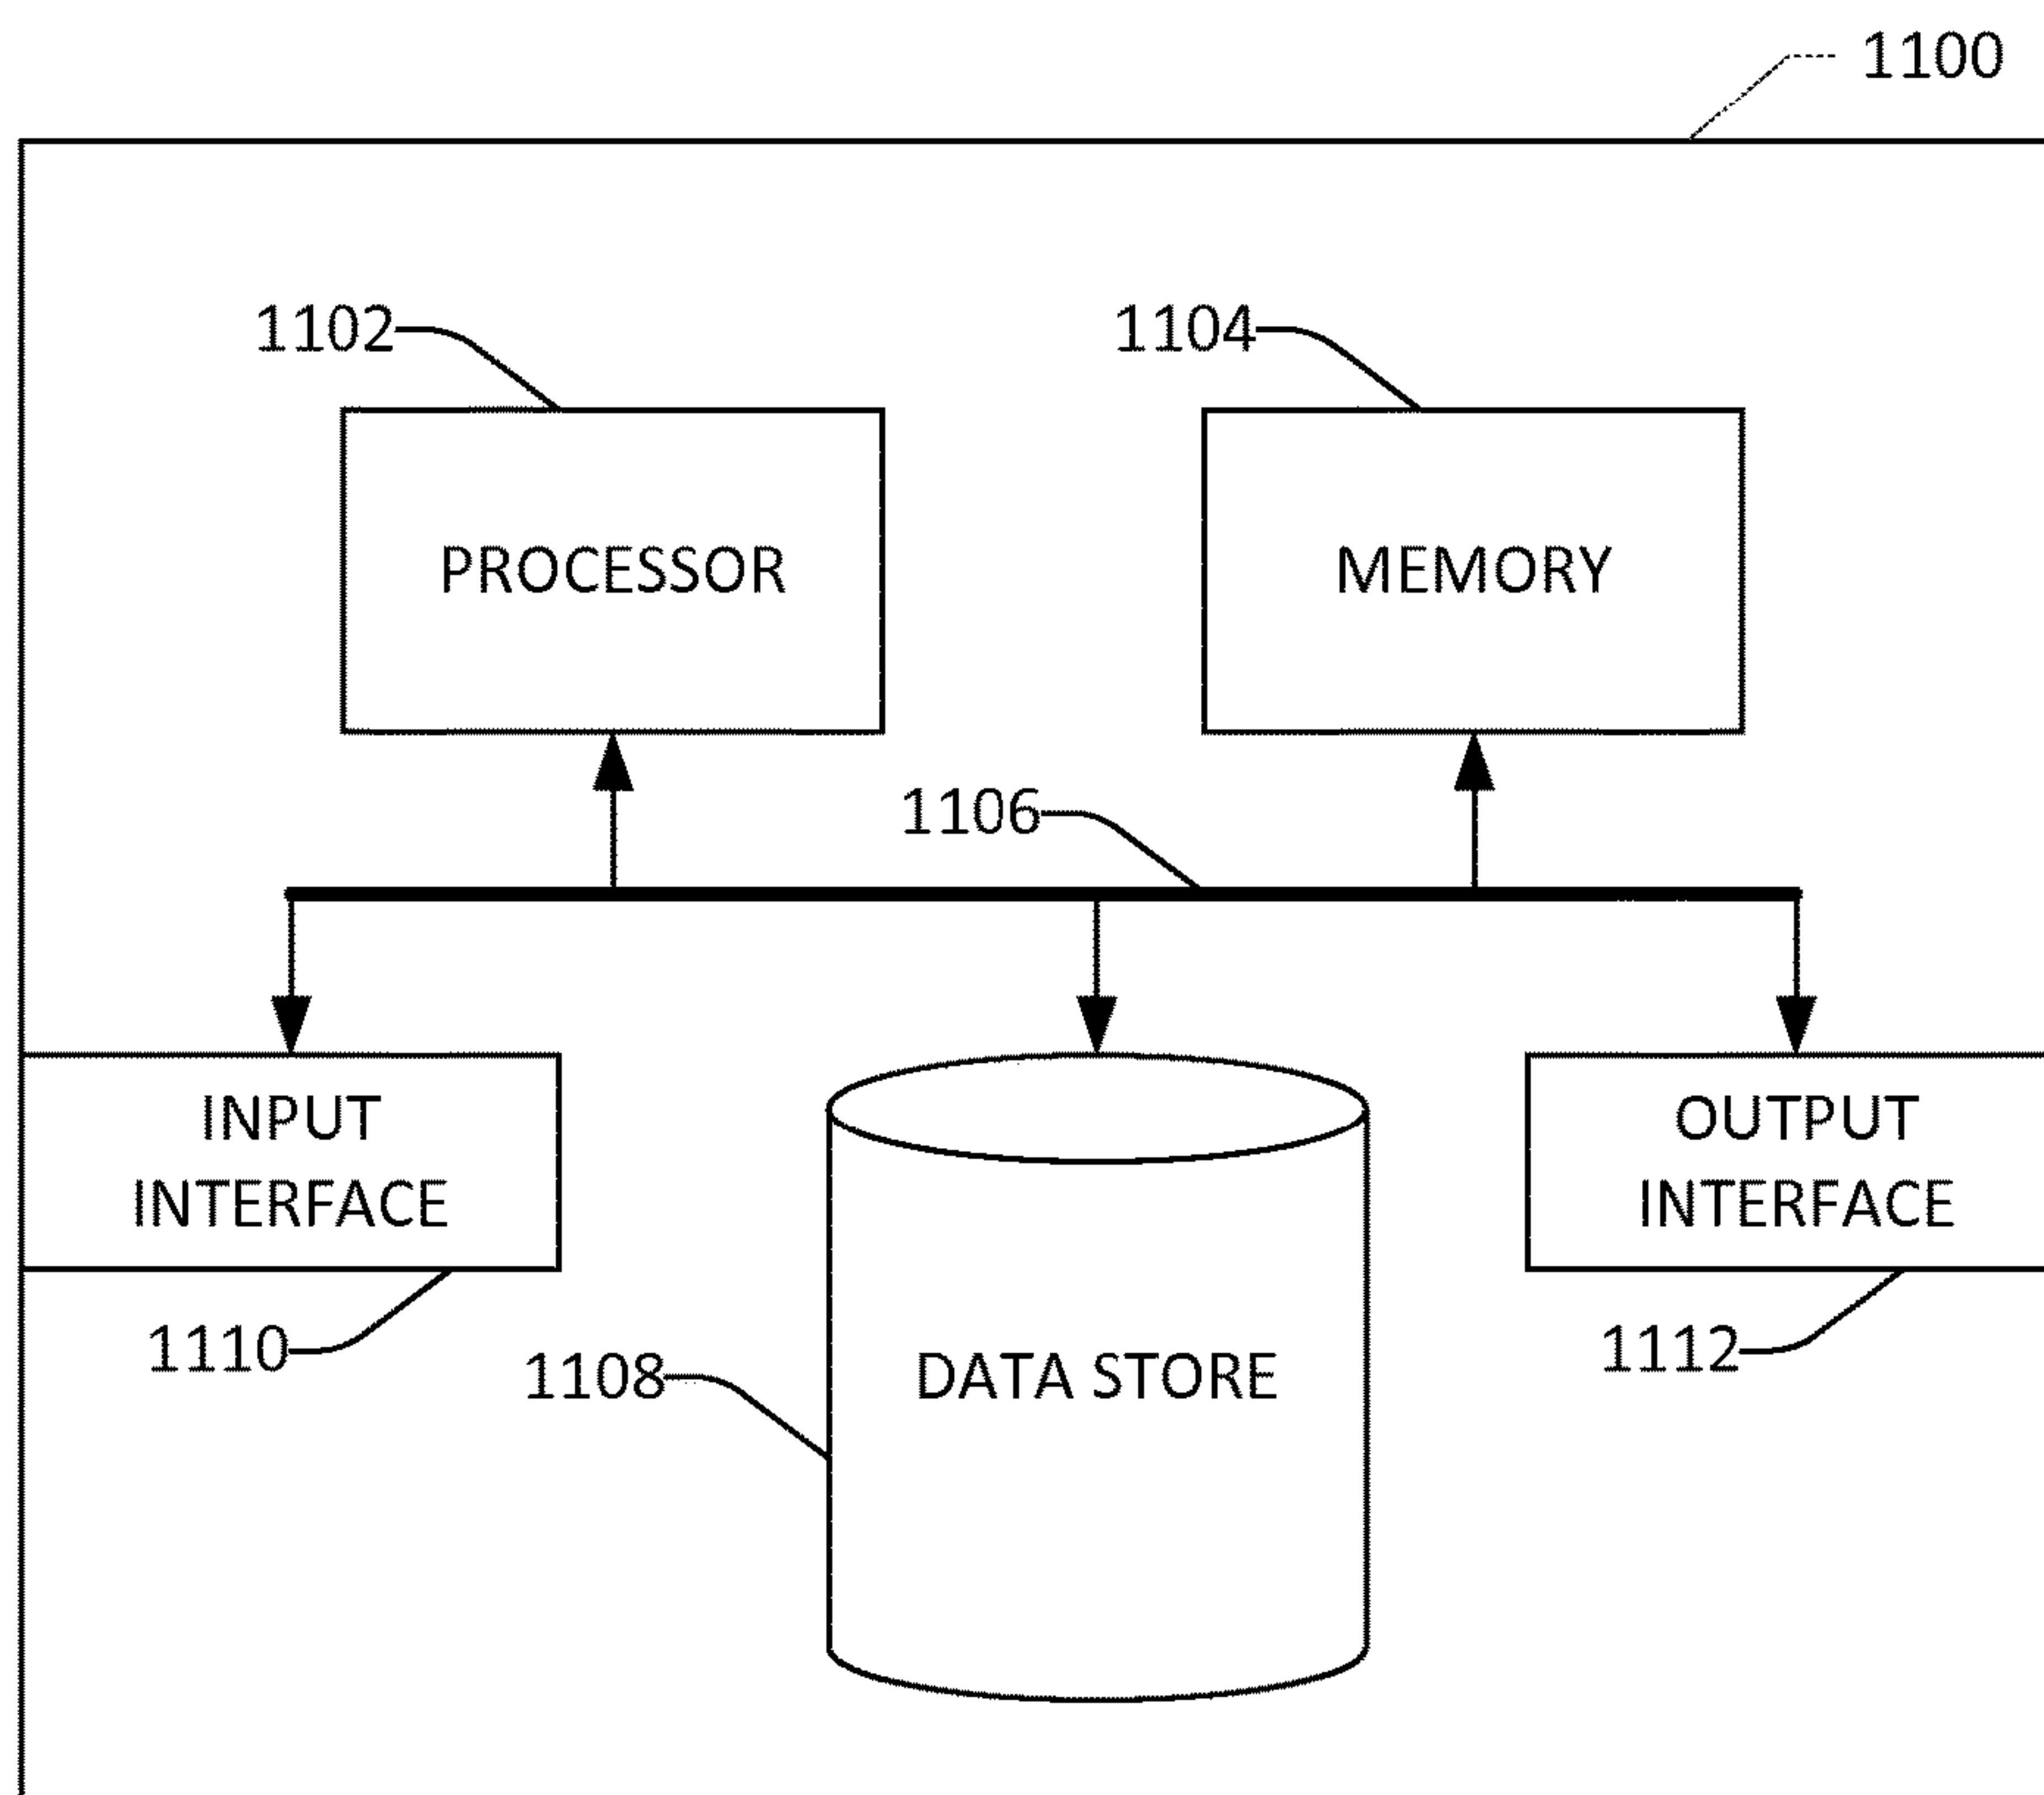 1100
1102
1104
PROCESSOR
MEMORY
1106
INPUT
INTERFACE
OUTPUT
INTERFACE
1110
1108
DATA STORE
1112